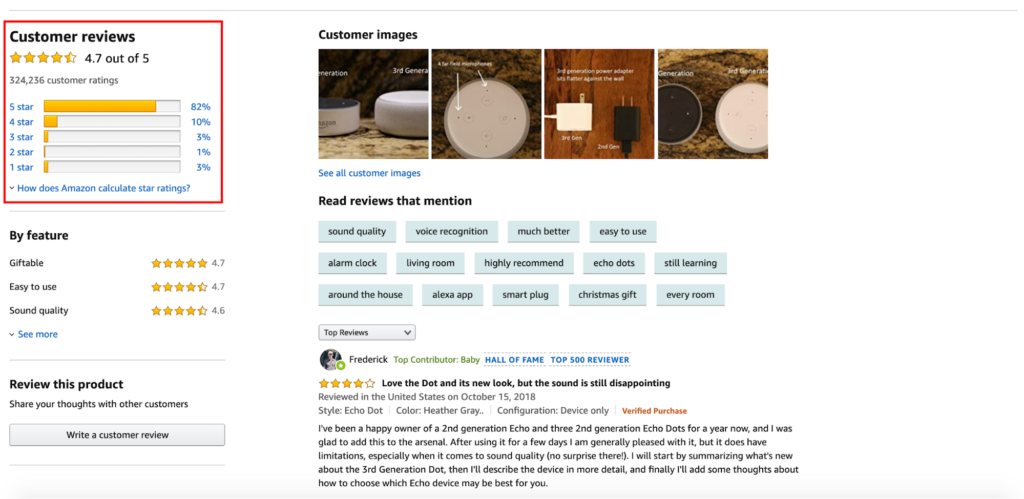 Customer reviews
4.7 out of 5
324,236 customer ratings
5 star 82%
4 star 10%
3 star 3%
2 star 1%
1 star 3%
How does Amazon calculate star ratings?
By feature
Giftable 4.7
Easy to use 4.7
Sound quality 4.6
See more
Review this product
Share your thoughts with other customers
Write a customer review
Customer images
3rd Genera
4 far-field microphones
3rd generation power adapter
sits flatter against the wall
3rd Gen
2nd Gen
Generation
See all customer images
Read reviews that mention
sound quality voice recognition much better easy to use
alarm clock living room highly recommend echo dots still learning
around the house alexa app smart plug christmas gift every room
Top Reviews
Frederick Top Contributor: Baby HALL OF FAME TOP 500 REVIEWER
Love the Dot and its new look, but the sound is still disappointing
Reviewed in the United States on October 15, 2018
Style: Echo Dot | Color: Heather Gray.. | Configuration: Device only | Verified Purchase
I've been a happy owner of a 2nd generation Echo and three 2nd generation Echo Dots for a year now, and I was
glad to add this to the arsenal. After using it for a few days I am generally pleased with it, but it does have
limitations, especially when it comes to sound quality (no surprise there!). I will start by summarizing what's new
about the 3rd Generation Dot, then I'll describe the device in more detail, and finally I'll add some thoughts about
how to choose which Echo device may be best for you.